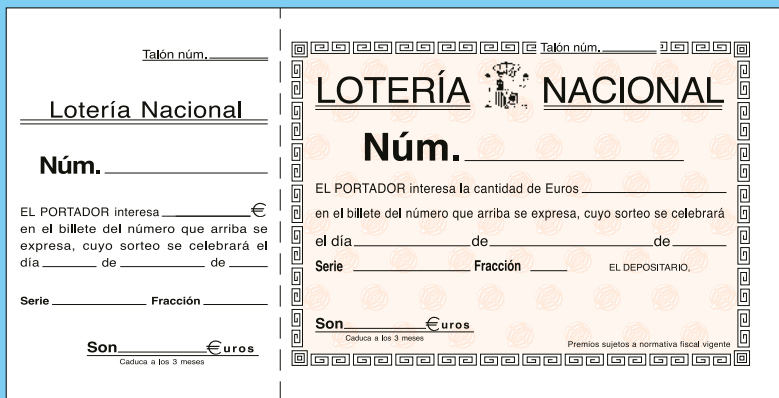 Talón núm.
Lotería Nacional
Núm.
EL PORTADOR interesa €
en el billete del número que arriba se
expresa, cuyo sorteo se celebrará el
día de de
Serie Fracción
Son €uros
Caduca a los 3 meses
Talón núm.
LOTERÍA NACIONAL
Núm.
EL PORTADOR interesa la cantidad de Euros
en el billete del número que arriba se expresa, cuyo sorteo se celebrará
el día de de
Serie Fracción EL DEPOSITARIO,
Son €uros
Caduca a los 3 meses
Premios sujetos a normativa fiscal vigente